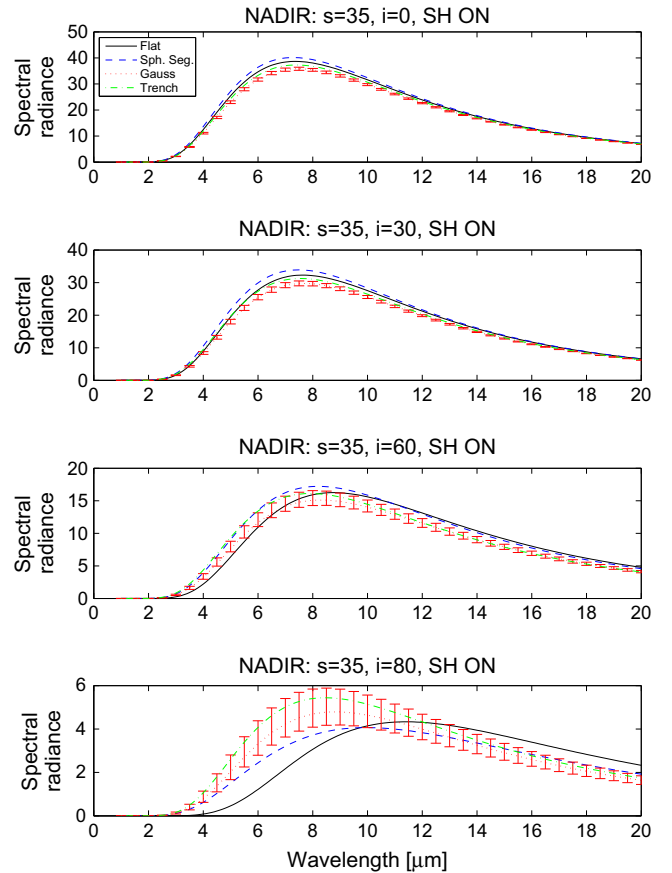 NADIR: s=35, i=0, SH ON
50
40
30
20
10
0
Spectral
radiance
Flat
Sph. Seg.
Gauss
Trench
0 2 4 6 8 10 12 14 16 18 20
NADIR: s=35, i=30, SH ON
40
30
20
10
0
Spectral
radiance
0 2 4 6 8 10 12 14 16 18 20
NADIR: s=35, i=60, SH ON
20
15
10
5
0
Spectral
radiance
0 2 4 6 8 10 12 14 16 18 20
NADIR: s=35, i=80, SH ON
6
4
2
0
Spectral
radiance
0 2 4 6 8 10 12 14 16 18 20
Wavelength [μm]